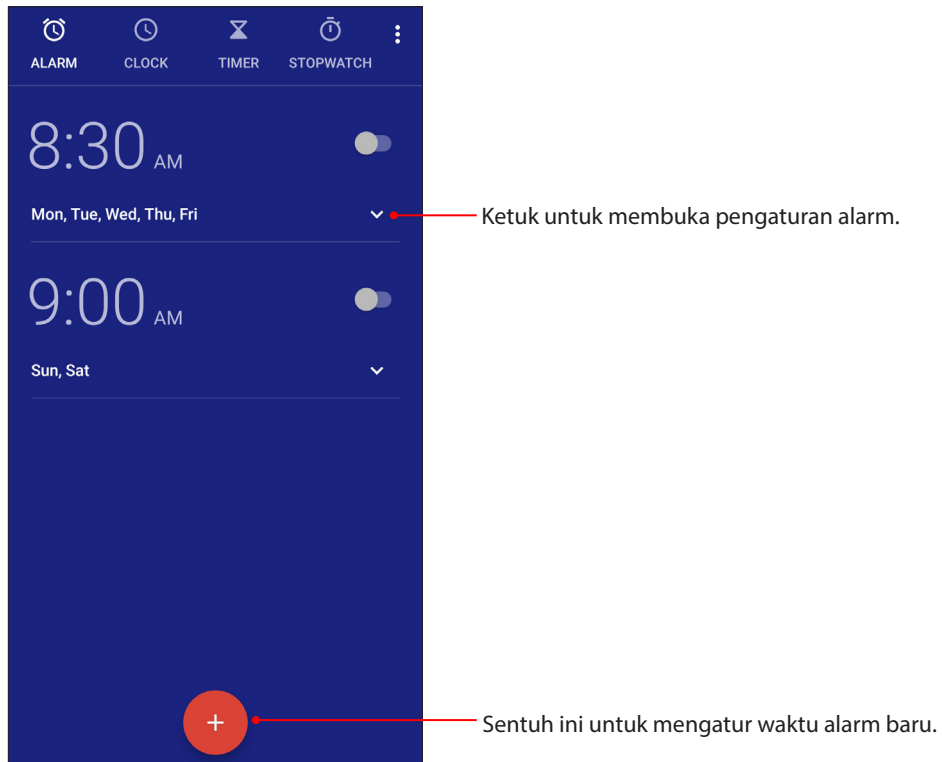 ALARM CLOCK TIMER STOPWATCH
8:30 AM
Mon, Tue, Wed, Thu, Fri
Ketuk untuk membuka pengaturan alarm.
9:00 AM
Sun, Sat
+
Sentuh ini untuk mengatur waktu alarm baru.